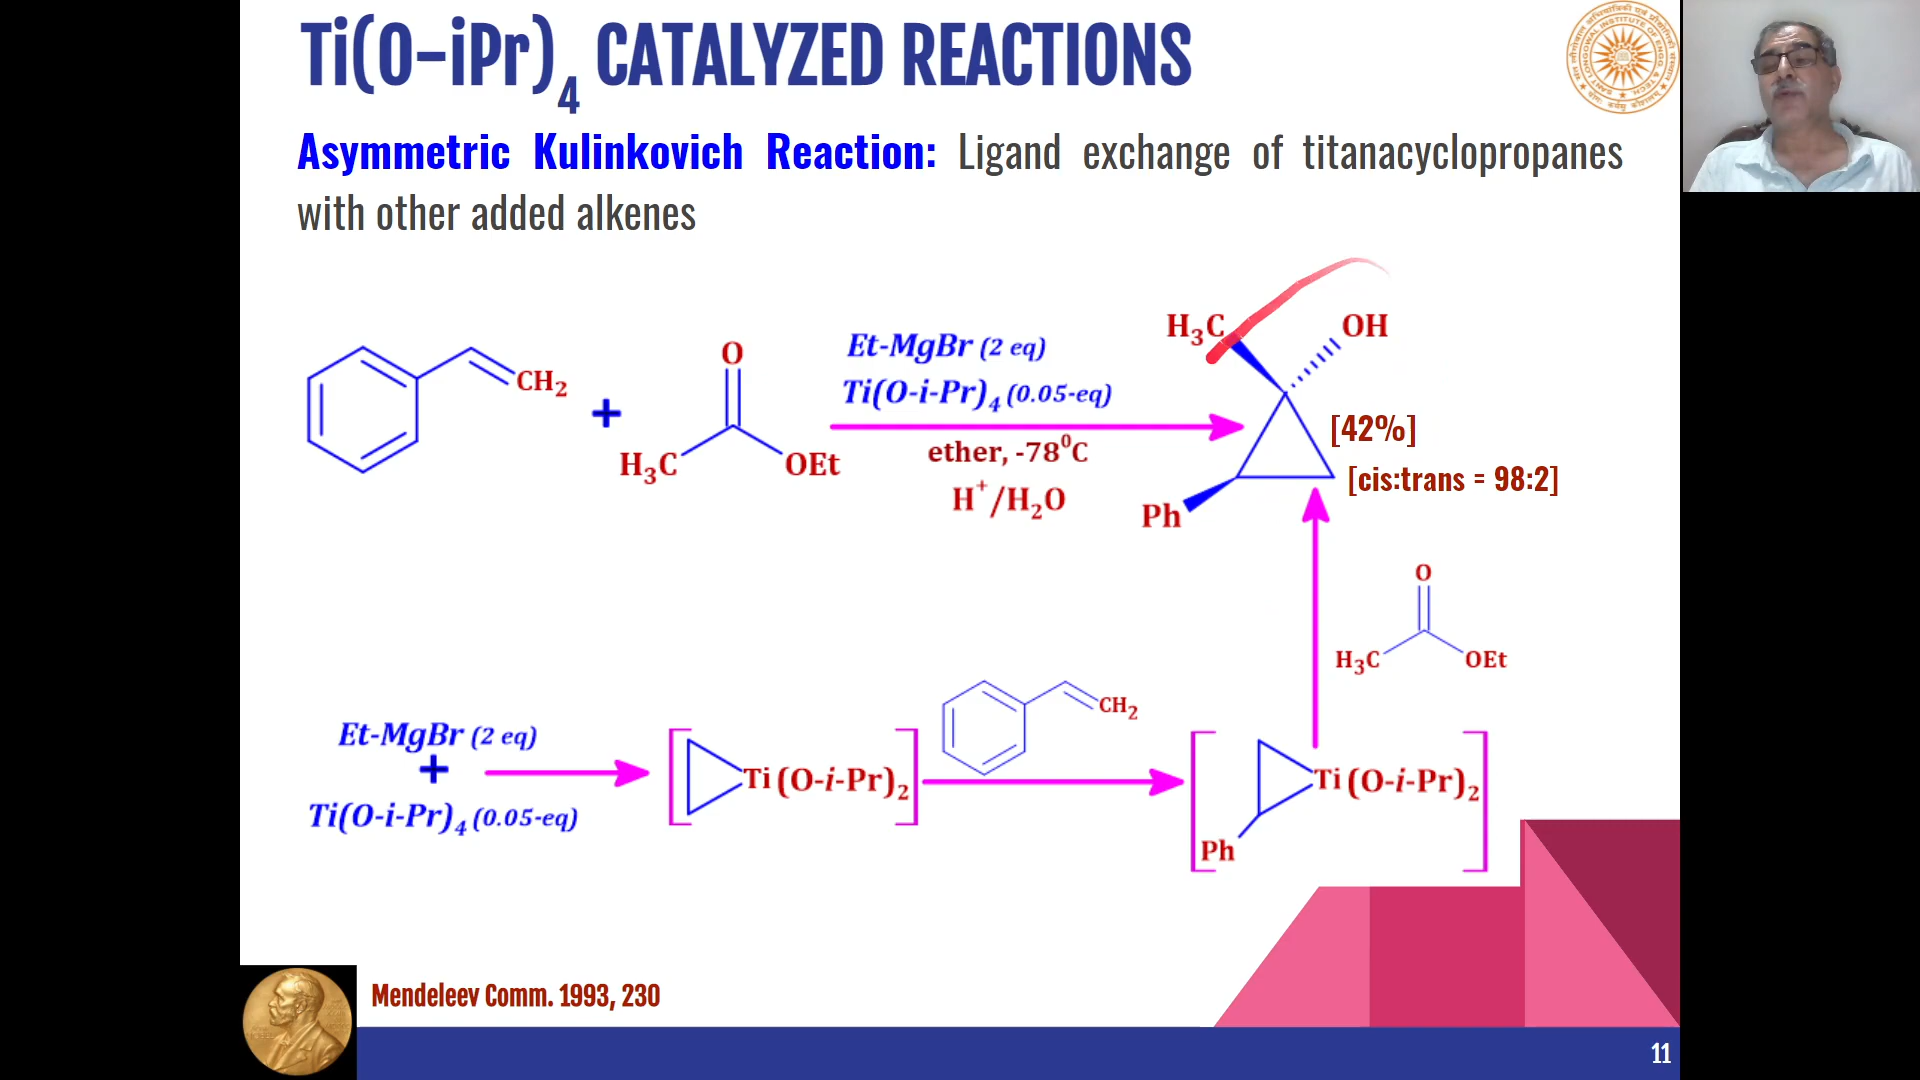 Ti(O-iPr)4 CATALYZED REACTIONS
Asymmetric Kulinkovich Reaction: Ligand exchange of titanacyclopropanes
with other added alkenes
CH2
+
O
H3C
OEt
Et-MgBr (2 eq)
Ti(O-i-Pr)4 (0.05-eq)
ether, -78⁰C
H+/H2O
H3C
OH
Ph
[42%]
[cis:trans = 98:2]
O
H3C
OEt
Et-MgBr (2 eq)
+
Ti(O-i-Pr)4 (0.05-eq)
Ti(O-i-Pr)2
CH2
Ti(O-i-Pr)2
Ph
Mendeleev Comm. 1993, 230
11